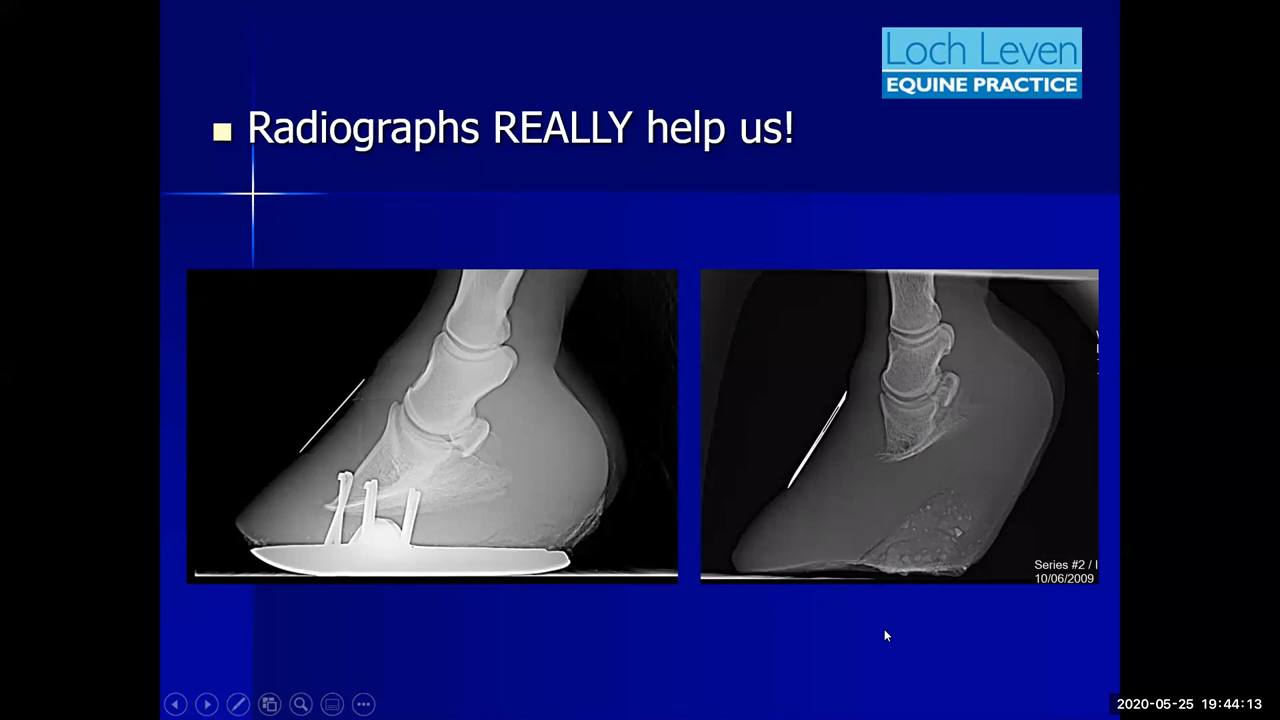 Loch Leven
EQUINE PRACTICE
Radiographs REALLY help us!
Series #2 / I
10/06/2009
2020-05-25 19:44:13